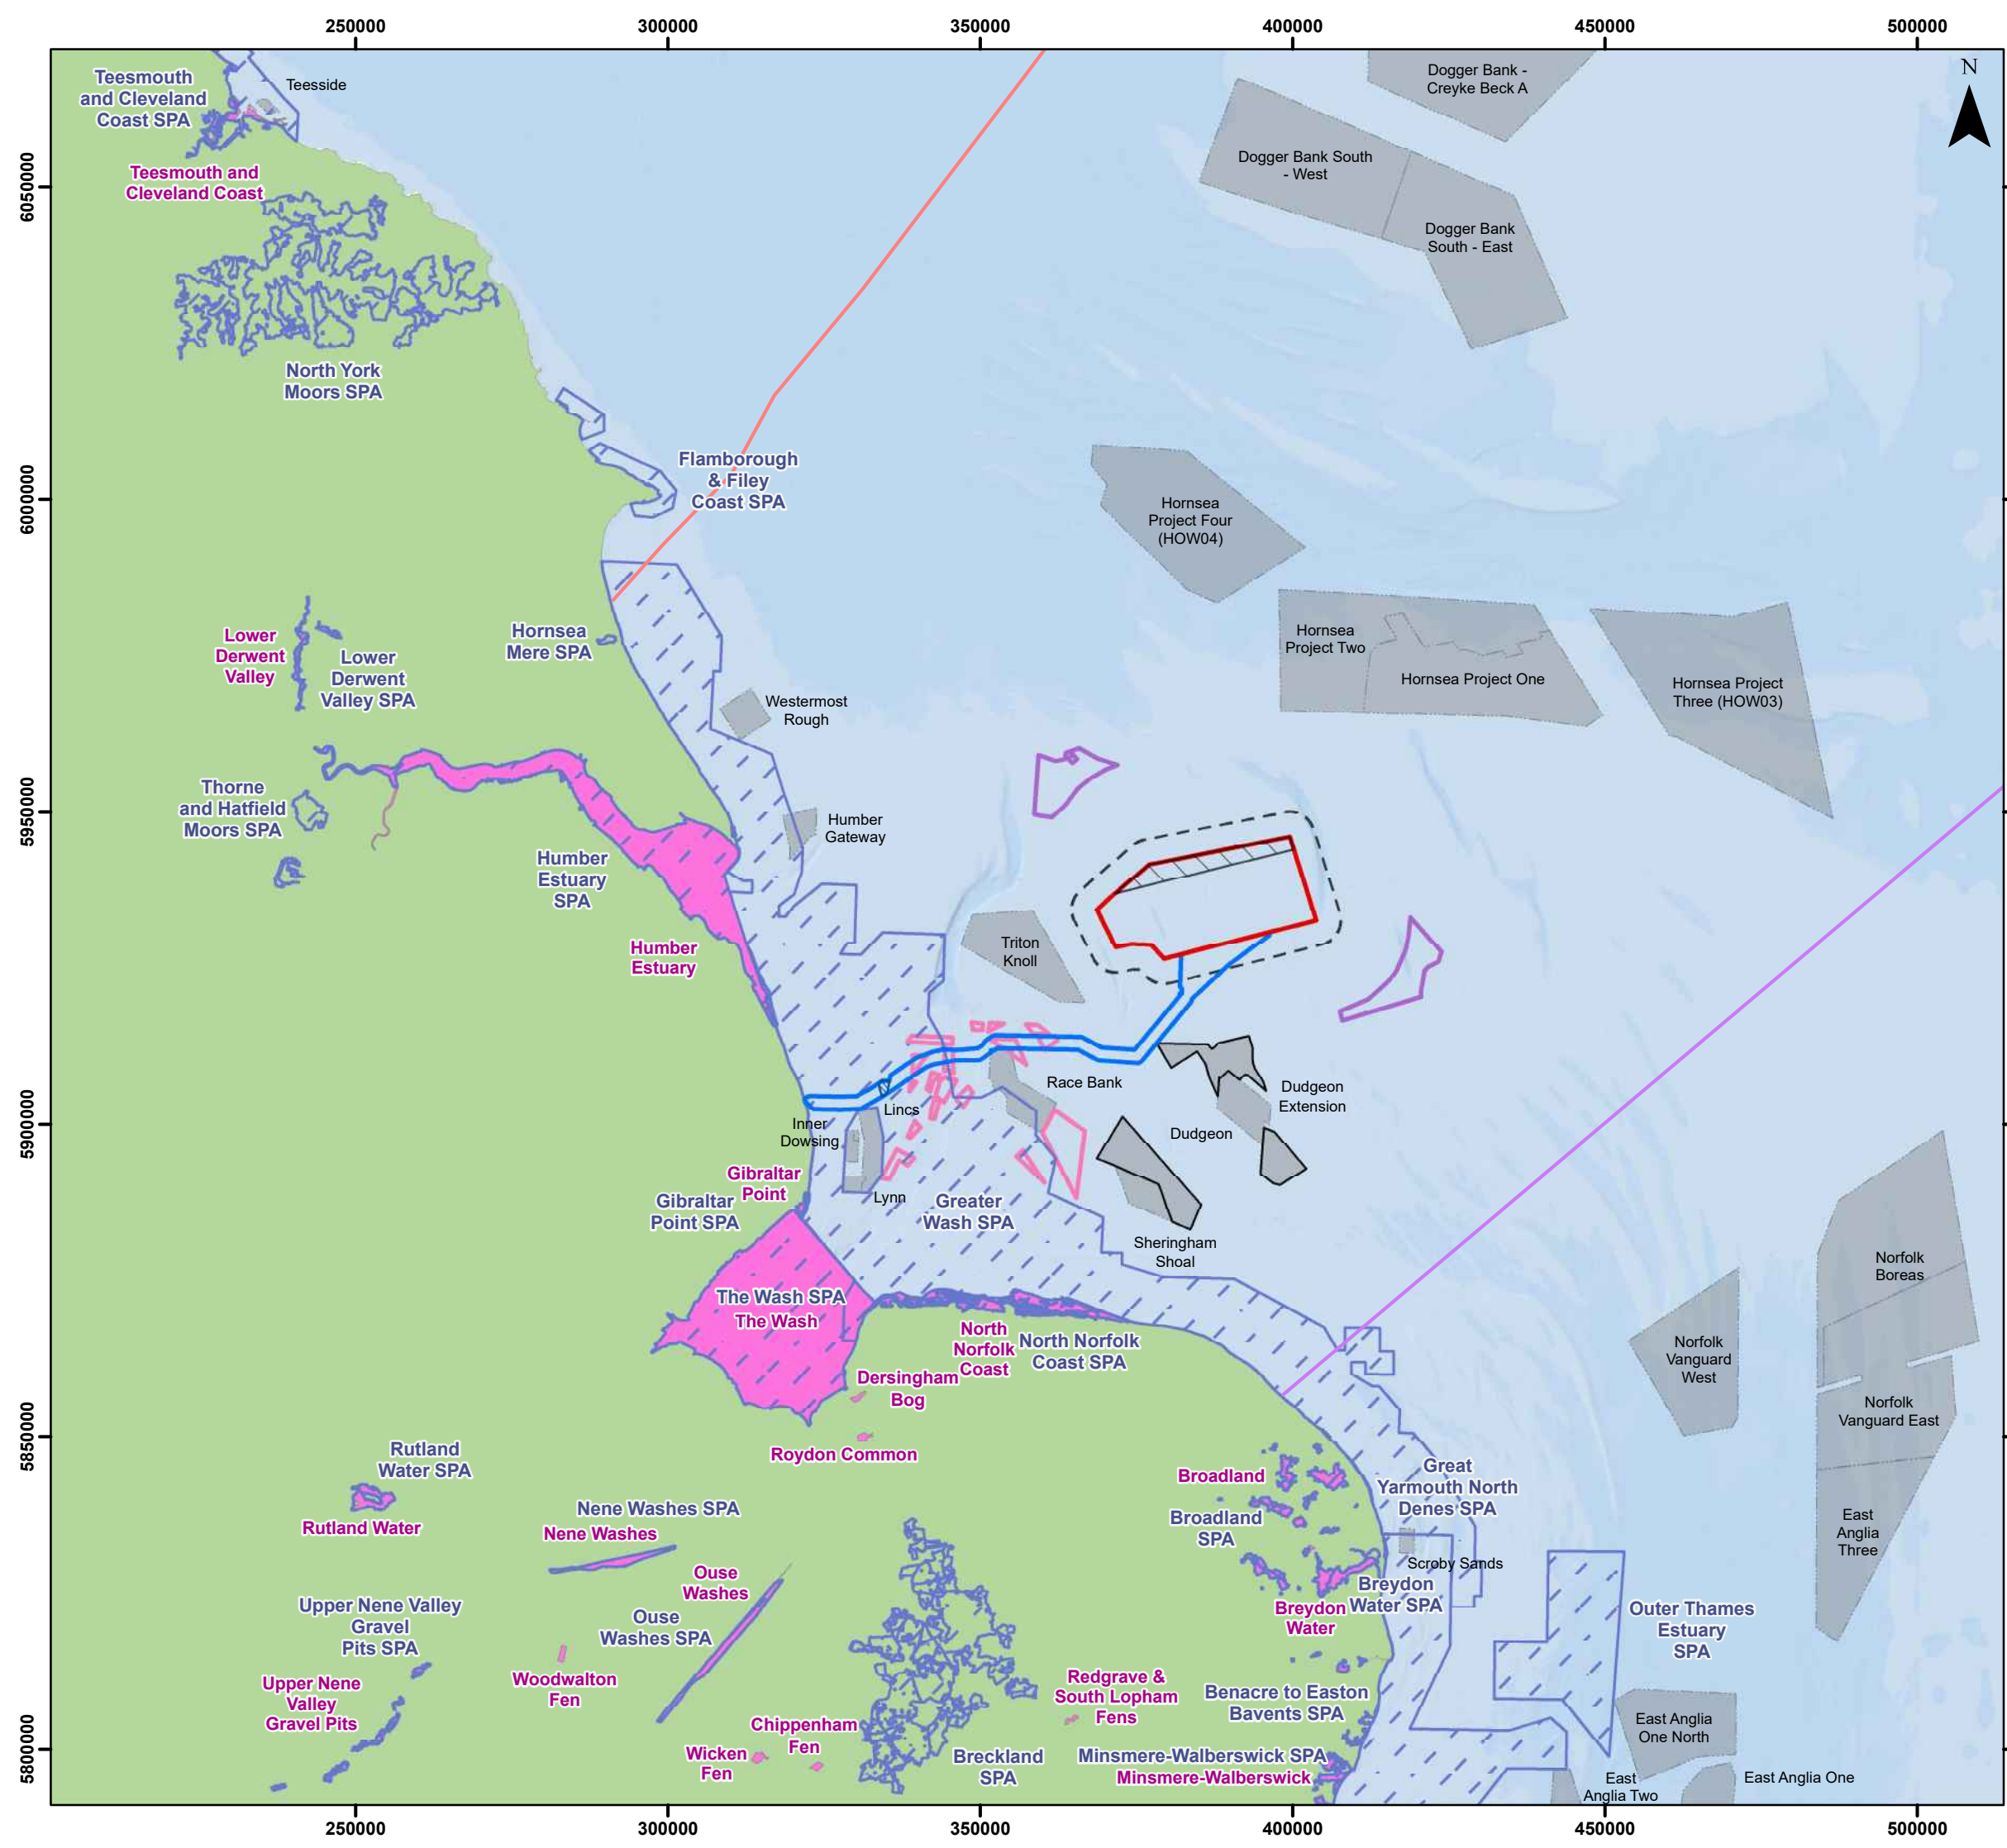 250000
300000
350000
400000
450000
500000
N
Teesmouth
and Cleveland
Coast SPA
Teesside
Teesmouth and
Cleveland Coast
Dogger Bank -
Creyke Beck A
Dogger Bank South
- West
Dogger Bank
South - East
6050000
North York
Moors SPA
Flamborough
& Filey
Coast SPA
6000000
Hornsea
Project Four
(HOW04)
Hornsea
Project Two
Hornsea Project One
Hornsea Project
Three (HOW03)
Lower
Derwent
Valley
Lower
Derwent
Valley SPA
Hornsea
Mere SPA
Westermost
Rough
Thorne
and Hatfield
Moors SPA
5950000
Humber
Gateway
Humber
Estuary
SPA
Humber
Estuary
Triton
Knoll
Race Bank
Dudgeon
Extension
Lincs
Inner
Dowsing
5900000
Dudgeon
Gibraltar
Point
Gibraltar
Point SPA
Lynn
Greater
Wash SPA
Sheringham
Shoal
The Wash SPA
The Wash
North
Norfolk
Coast
North Norfolk
Coast SPA
Dersingham
Bog
Roydon Common
Norfolk
Boreas
Norfolk
Vanguard
West
Norfolk
Vanguard East
5850000
Rutland
Water SPA
Rutland Water
Nene Washes SPA
Nene Washes
Broadland
Broadland
SPA
Great
Yarmouth North
Denes SPA
East
Anglia
Three
Scroby Sands
Ouse
Washes
Ouse
Washes SPA
Breydon
Water SPA
Breydon
Water
Outer Thames
Estuary
SPA
Upper Nene Valley
Gravel
Pits SPA
Upper Nene
Valley
Gravel Pits
Woodwalton
Fen
Redgrave &
South Lopham
Fens
Benacre to Easton
Bavents SPA
Chippenham
Fen
Wicken
Fen
Breckland
SPA
Minsmere-Walberswick SPA
Minsmere-Walberswick
East Anglia
One North
East
Anglia Two
East Anglia One
5800000
250000
300000
350000
400000
450000
500000